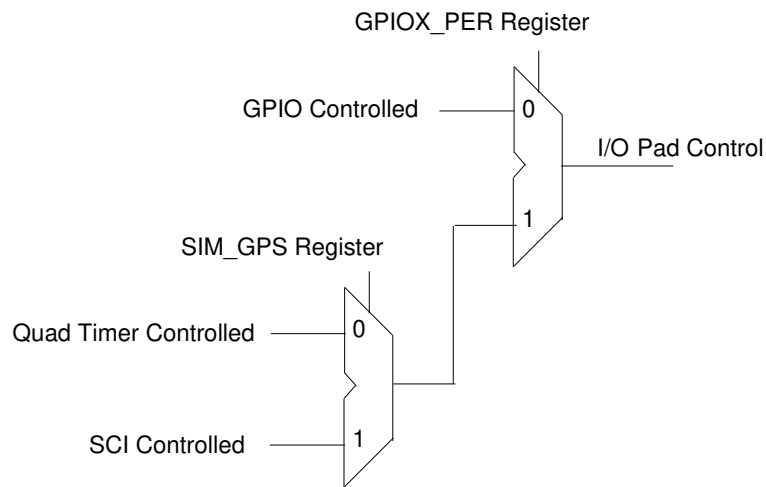 GPIOX_PER Register
GPIO Controlled
0
I/O Pad Control
1
SIM_GPS Register
Quad Timer Controlled
0
SCI Controlled
1